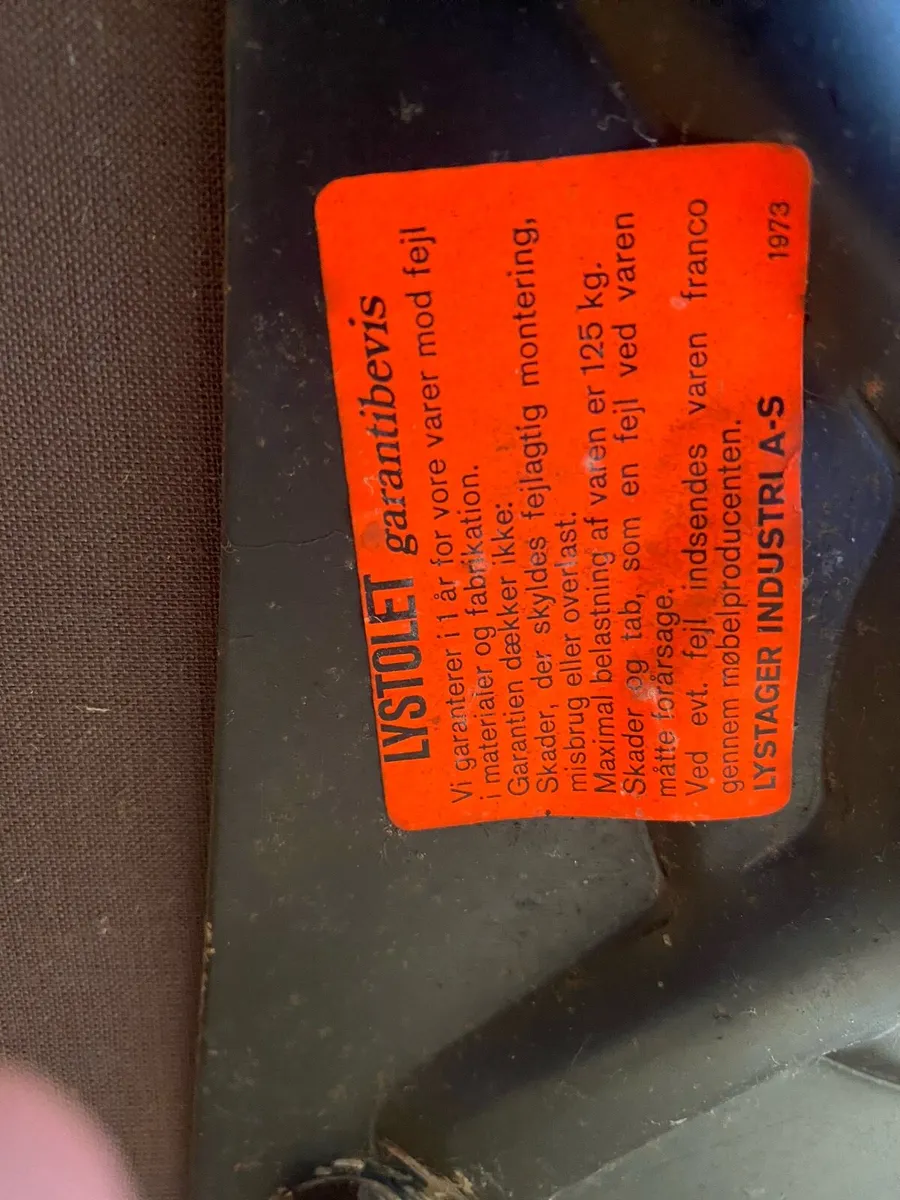 LYSTOLET garantibevis
Vi garanterer i 1 år for vore varer mod fejl
i materialer og fabrikation.
Garantien dækker ikke:
Skader, der skyldes fejlagtig montering,
misbrug eller overlast.
Maximal belastning af varen er 125 kg.
Skader og tab, som en fejl ved varen
måtte forårsage.
Ved evt. fejl indsendes varen franco
gennem møbelproducenten.
LYSTAGER INDUSTRI A-S 1973